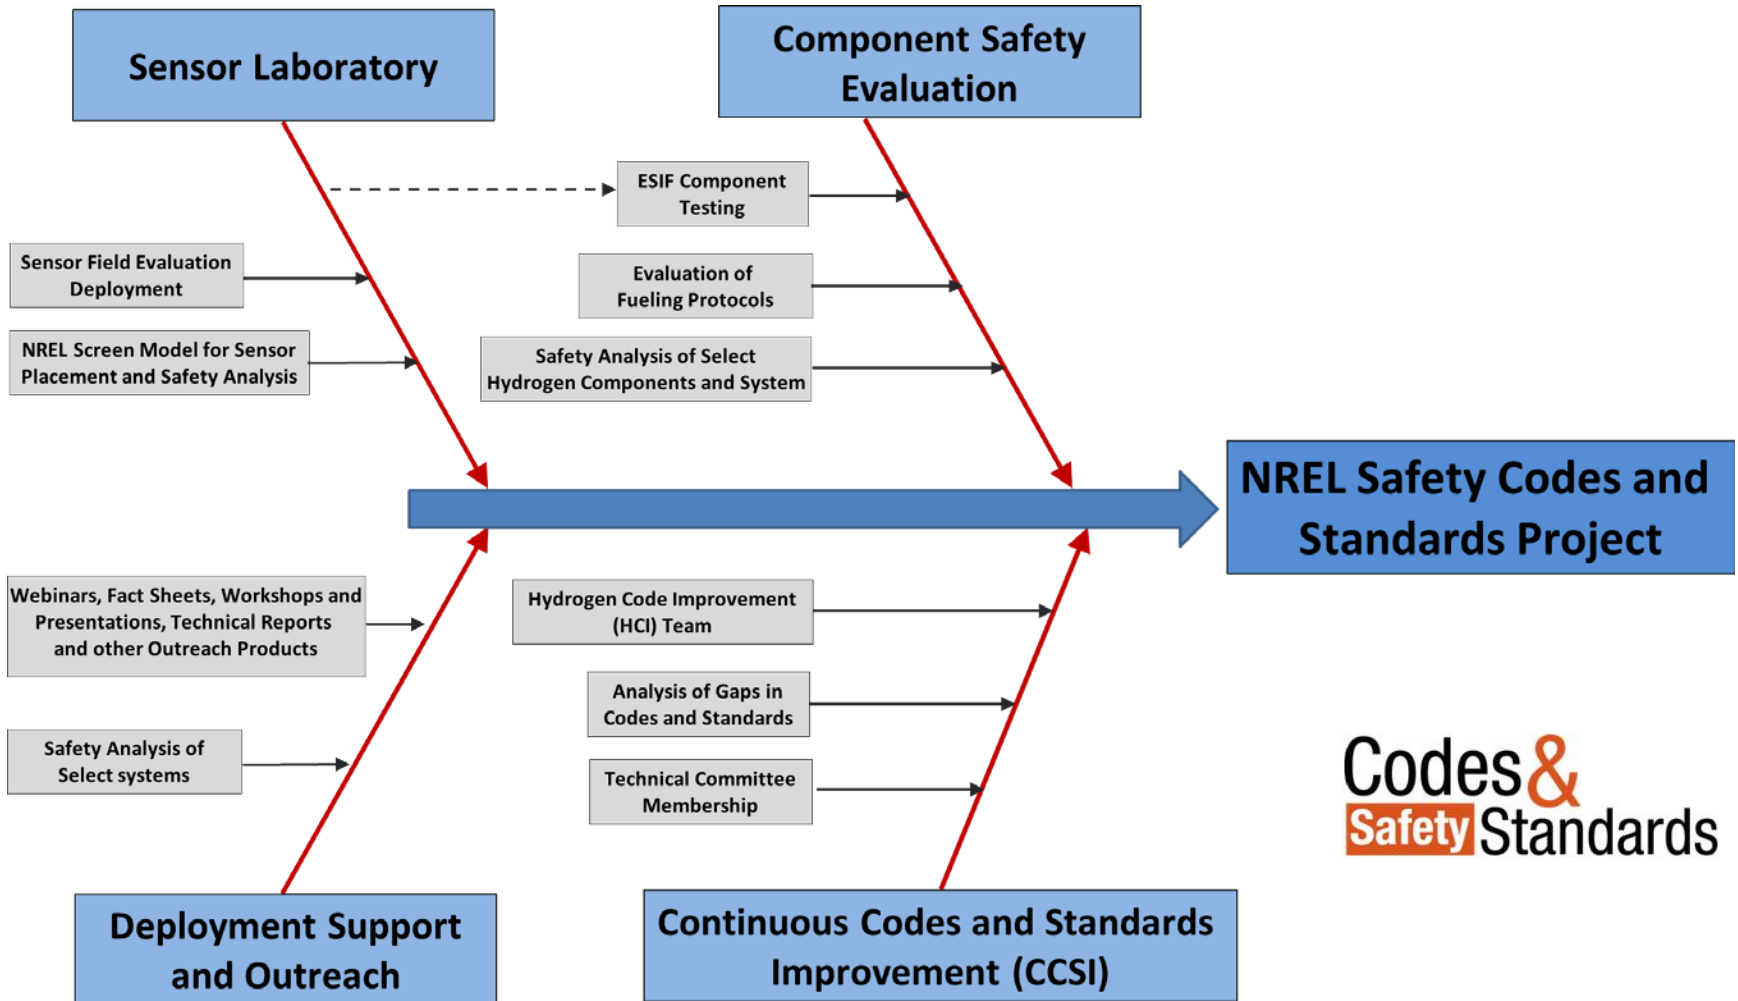 Sensor Laboratory
Component Safety
Evaluation
ESIF Component
Testing
Sensor Field Evaluation
Deployment
Evaluation of
Fueling Protocols
NREL Screen Model for Sensor
Placement and Safety Analysis
Safety Analysis of Select
Hydrogen Components and System
NREL Safety Codes and
Standards Project
Webinars, Fact Sheets, Workshops and
Presentations, Technical Reports
and other Outreach Products
Hydrogen Code Improvement
(HCI) Team
Analysis of Gaps in
Codes and Standards
Safety Analysis of
Select systems
Technical Committee
Membership
Codes &
Safety Standards
Deployment Support
and Outreach
Continuous Codes and Standards
Improvement (CCSI)